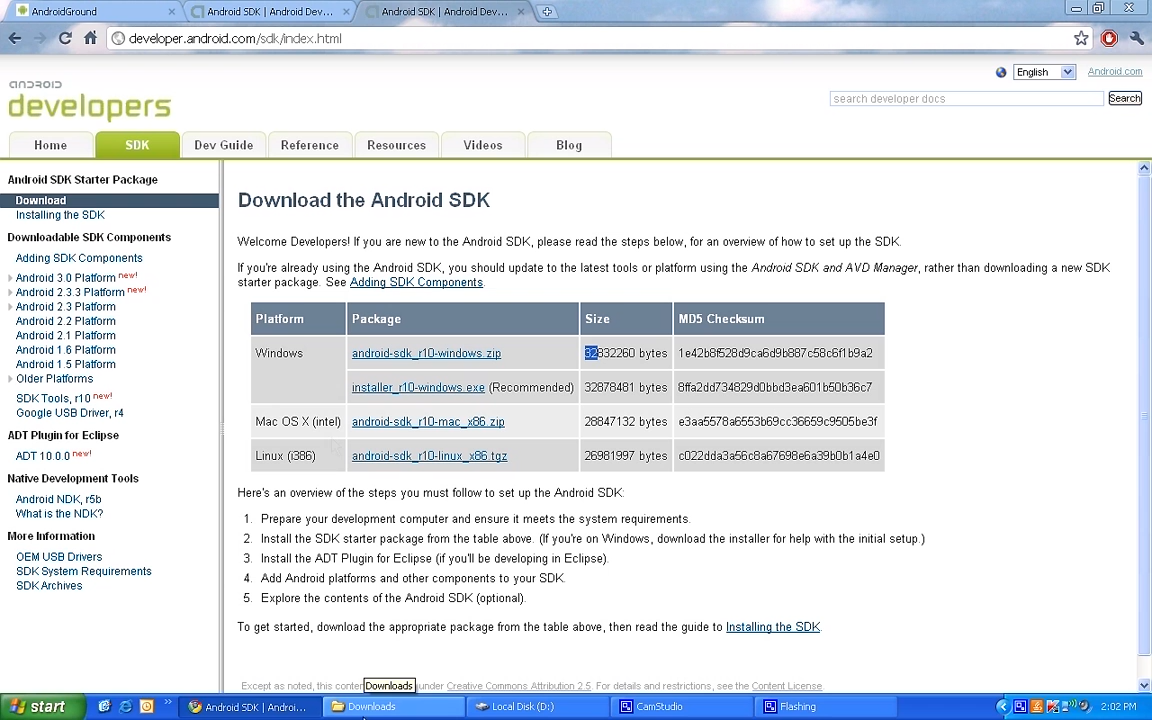 AndroidGround
Android SDK | Android Dev...
Android SDK | Android Dev...
developer.android.com/sdk/index.html
English
Android.com
android
developers
search developer docs
Search
Home
SDK
Dev Guide
Reference
Resources
Videos
Blog
Android SDK Starter Package
Download
Installing the SDK
Downloadable SDK Components
Adding SDK Components
Android 3.0 Platform new!
Android 2.3.3 Platform new!
Android 2.3 Platform
Android 2.2 Platform
Android 2.1 Platform
Android 1.6 Platform
Android 1.5 Platform
Older Platforms
SDK Tools, r10 new!
Google USB Driver, r4
ADT Plugin for Eclipse
ADT 10.0.0 new!
Native Development Tools
Android NDK, r5b
What is the NDK?
More Information
OEM USB Drivers
SDK System Requirements
SDK Archives
Download the Android SDK
Welcome Developers! If you are new to the Android SDK, please read the steps below, for an overview of how to set up the SDK.
If you're already using the Android SDK, you should update to the latest tools or platform using the Android SDK and AVD Manager, rather than downloading a new SDK
starter package. See Adding SDK Components.
Platform Package Size MD5 Checksum
Windows android-sdk_r10-windows.zip 32832260 bytes 1e42b8f528d9ca6d9b887c58c6f1b9a2
installer_r10-windows.exe (Recommended) 32878481 bytes 8ffa2dd734829d0bbd3ea601b50b36c7
Mac OS X (intel) android-sdk_r10-mac_x86.zip 28847132 bytes e3aa5578a6553b69cc36659c9505be3f
Linux (i386) android-sdk_r10-linux_x86.tgz 26981997 bytes c022dda3a56c8a67698e6a39b0b1a4e0
Here's an overview of the steps you must follow to set up the Android SDK:
1. Prepare your development computer and ensure it meets the system requirements.
2. Install the SDK starter package from the table above. (If you're on Windows, download the installer for help with the initial setup.)
3. Install the ADT Plugin for Eclipse (if you'll be developing in Eclipse).
4. Add Android platforms and other components to your SDK.
5. Explore the contents of the Android SDK (optional).
To get started, download the appropriate package from the table above, then read the guide to Installing the SDK.
Except as noted, this conten
Downloads
under Creative Commons Attribution 2.5. For details and restrictions, see the Content License
start
Android SDK | Androi...
Downloads
Local Disk (D:)
CamStudio
Flashing
2:02 PM